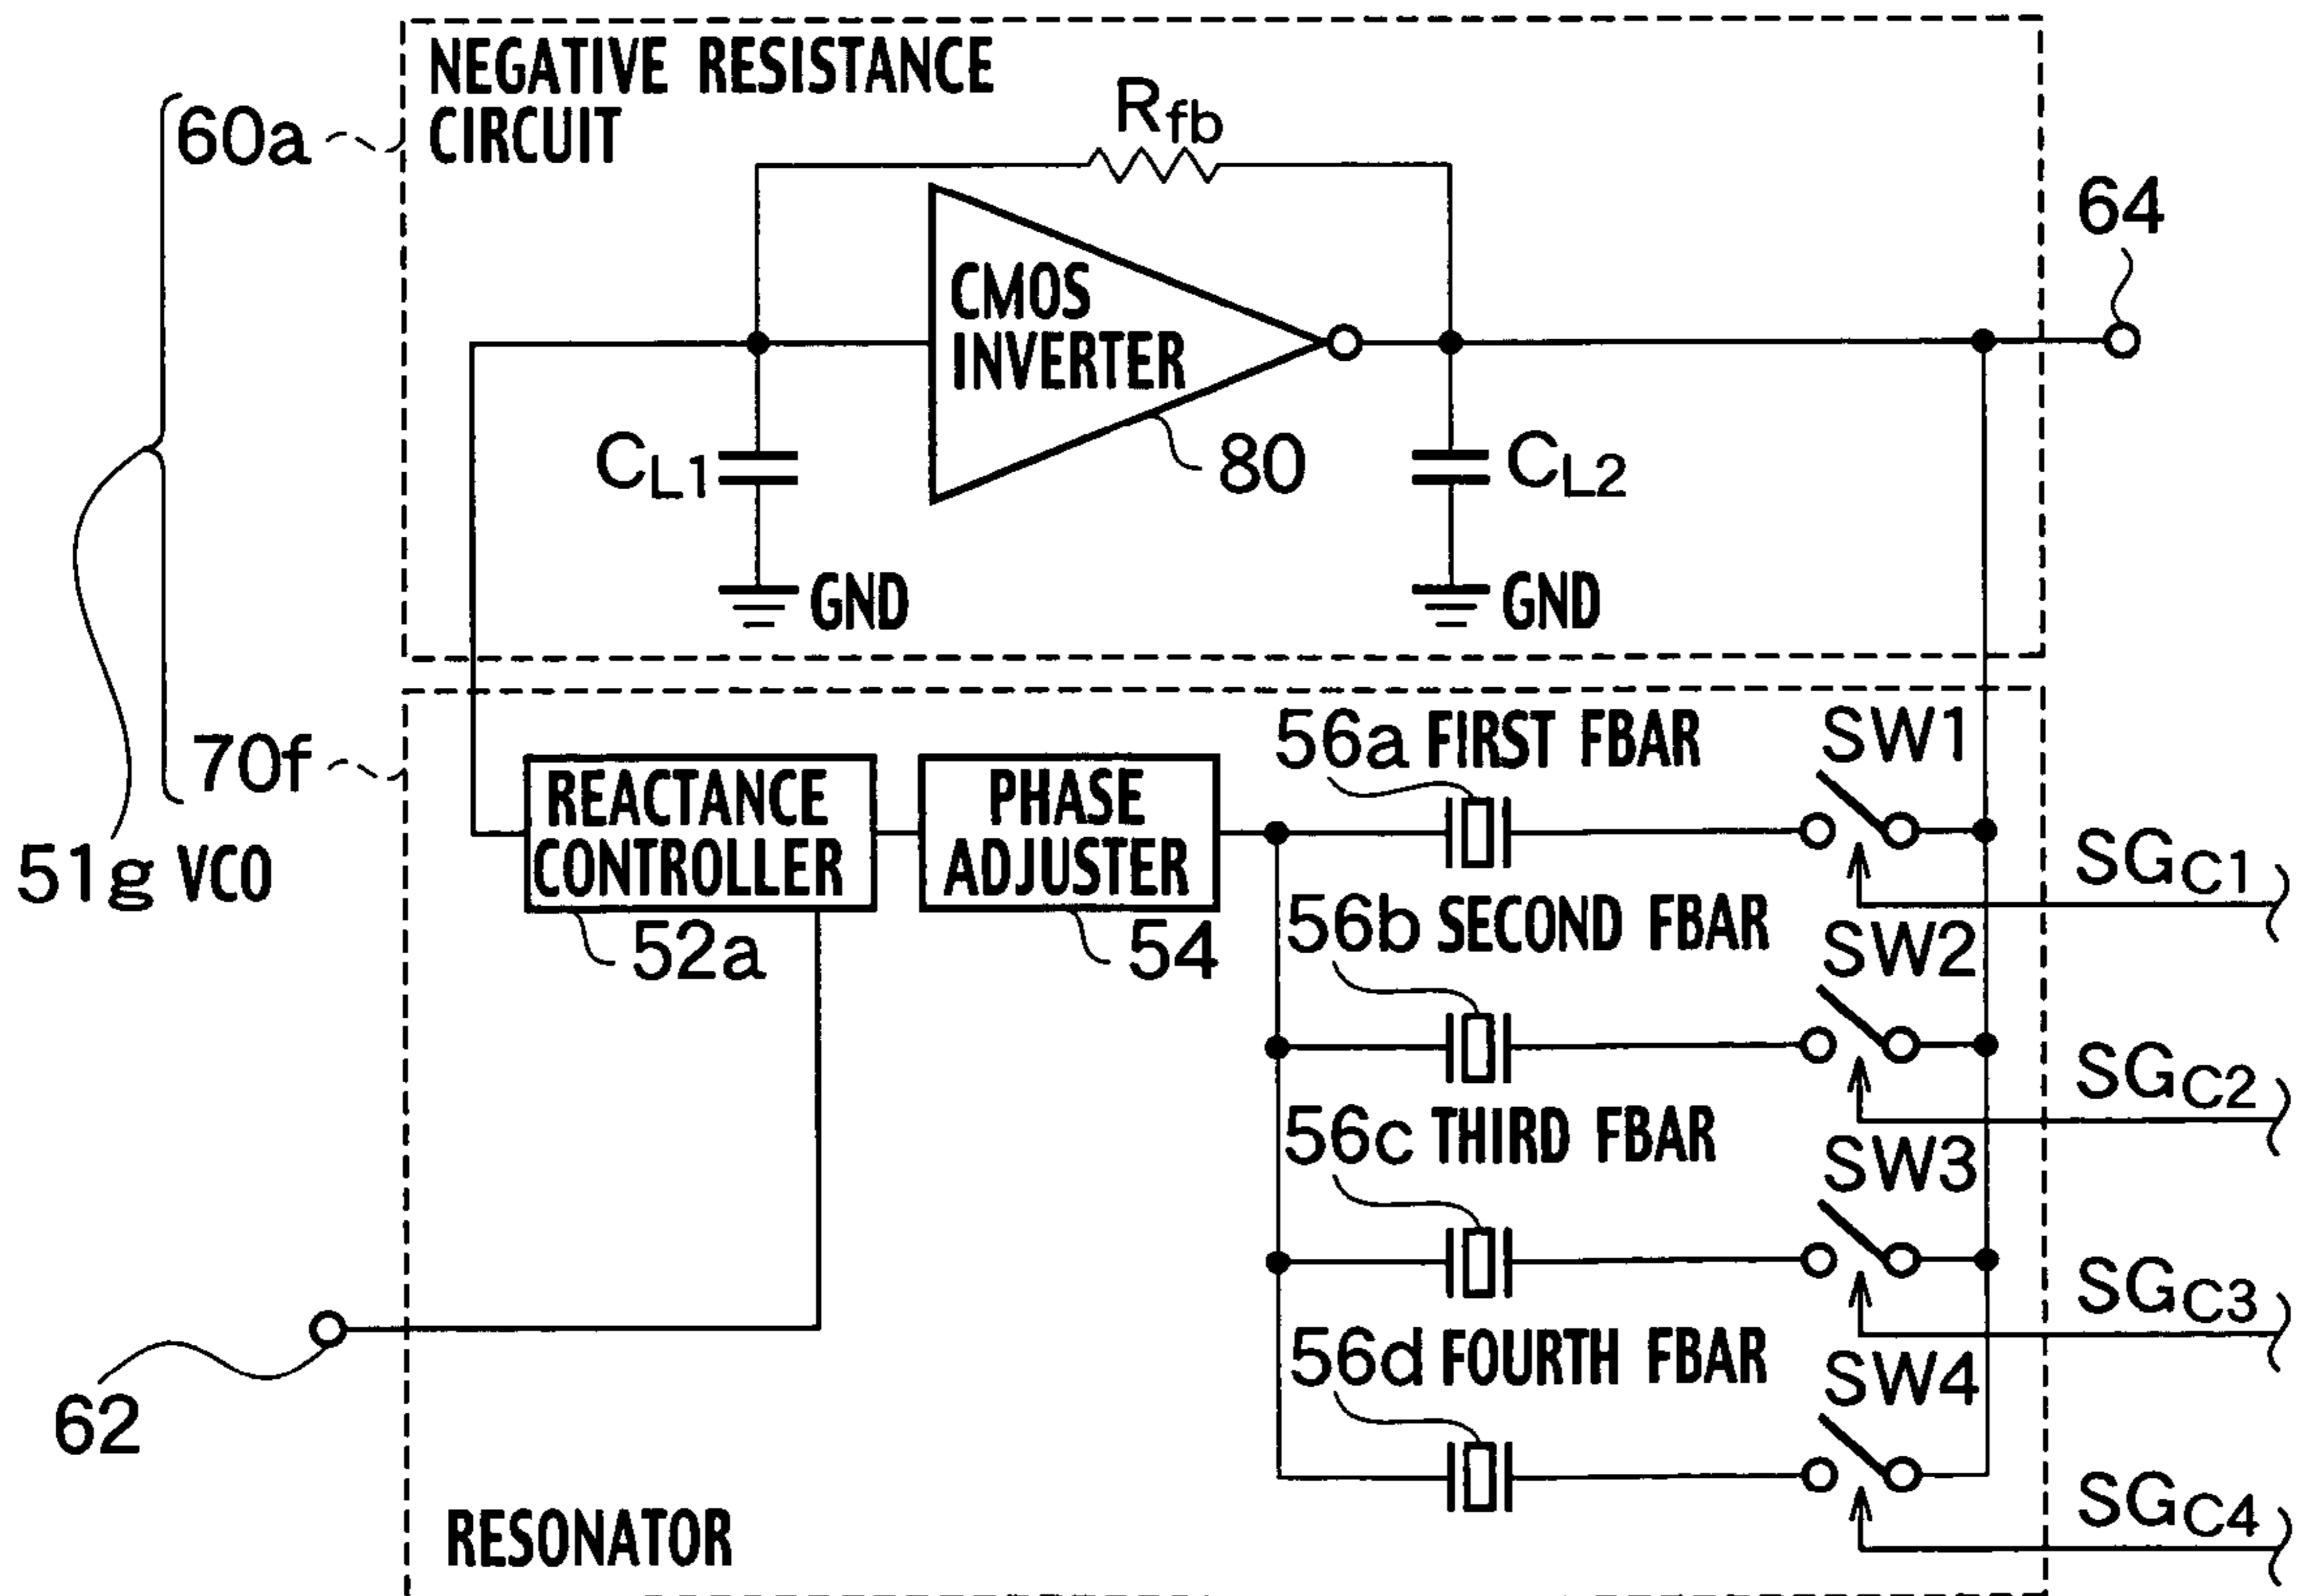 NEGATIVE RESISTANCE
CIRCUIT
60a
Rfb
64
CMOS
INVERTER
80
CL1
CL2
GND
GND
70f
51g VCO
REACTANCE
CONTROLLER
52a
PHASE
ADJUSTER
54
56a FIRST FBAR
SW1
SGC1
56b SECOND FBAR
SW2
SGC2
56c THIRD FBAR
SW3
SGC3
56d FOURTH FBAR
SW4
SGC4
62
RESONATOR